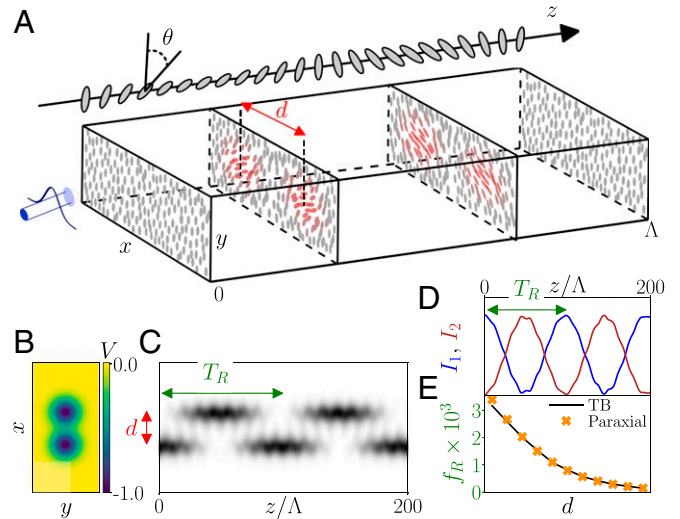 A
θ
z
d
x
y
0
Λ
B
V
0.0
-1.0
x
y
C
T_R
d
0
z/Λ
200
D
0
z/Λ
200
T_R
I_1, I_2
E
f_R × 10^3
3
2
1
0
TB
Paraxial
d